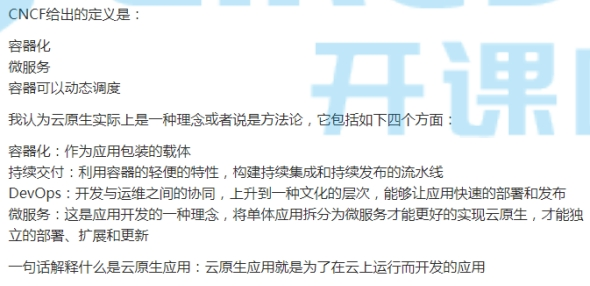 CNCF给出的定义是：
容器化
微服务
容器可以动态调度
我认为云原生实际上是一种理念或者说是方法论，它包括如下四个方面：
容器化：作为应用包装的载体
持续交付：利用容器的轻便的特性，构建持续集成和持续发布的流水线
DevOps：开发与运维之间的协同，上升到一种文化的层次，能够让应用快速的部署和发布
微服务：这是应用开发的一种理念，将单体应用拆分为微服务才能更好的实现云原生，才能独
立的部署、扩展和更新
一句话解释什么是云原生应用：云原生应用就是为了在云上运行而开发的应用
开课